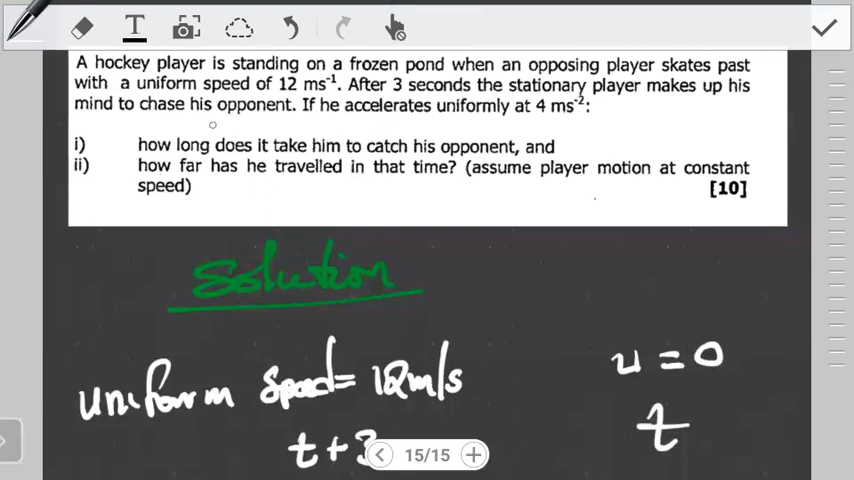 A hockey player is standing on a frozen pond when an opposing player skates past
with a uniform speed of 12 ms⁻¹. After 3 seconds the stationary player makes up his
mind to chase his opponent. If he accelerates uniformly at 4 ms⁻²:
i) how long does it take him to catch his opponent, and
ii) how far has he travelled in that time? (assume player motion at constant
speed) [10]
Solution
uniform speed = 12m/s u = 0
t + 3 t
15/15